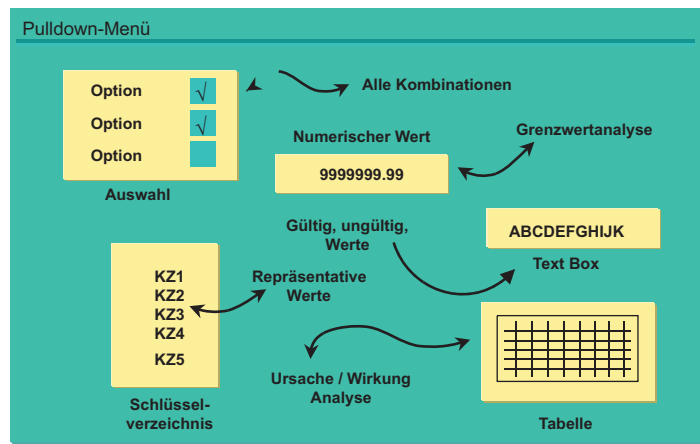 Pulldown-Menü
Option √
Option √
Option
Auswahl
Alle Kombinationen
Numerischer Wert
9999999.99
Grenzwertanalyse
Gültig, ungültig,
Werte
ABCDEFGHIJK
Text Box
KZ1
KZ2
KZ3
KZ4
KZ5
Schlüssel-
verzeichnis
Repräsentative
Werte
Ursache / Wirkung
Analyse
Tabelle